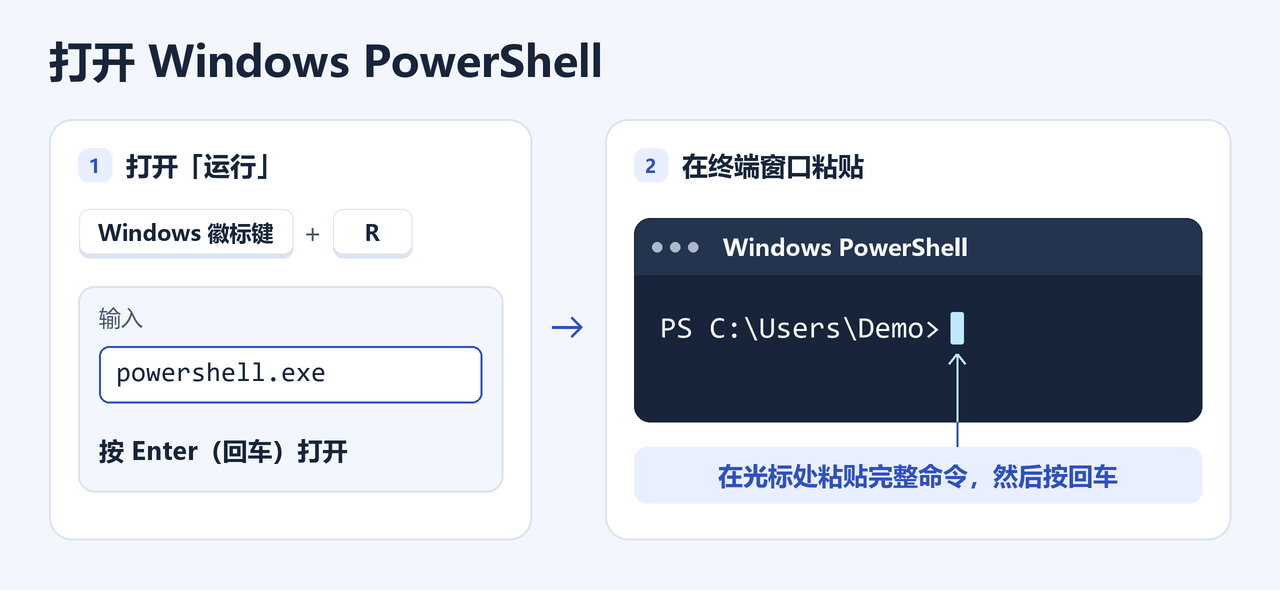 打开 Windows PowerShell
1 打开「运行」
Windows 徽标键 + R
输入
powershell.exe
按 Enter（回车）打开
→
2 在终端窗口粘贴
Windows PowerShell
PS C:\Users\Demo>
在光标处粘贴完整命令，然后按回车